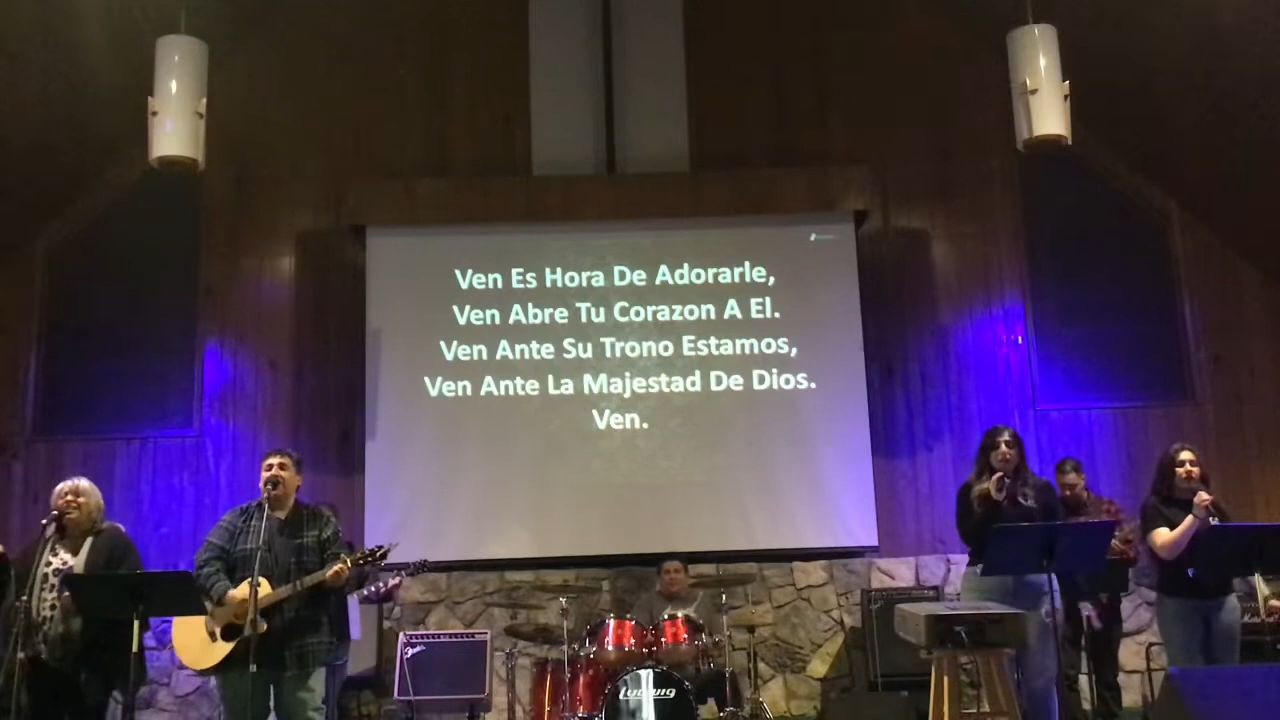 Ven Es Hora De Adorarle,
Ven Abre Tu Corazon A El.
Ven Ante Su Trono Estamos,
Ven Ante La Majestad De Dios.
Ven.
Fender
Ludwig